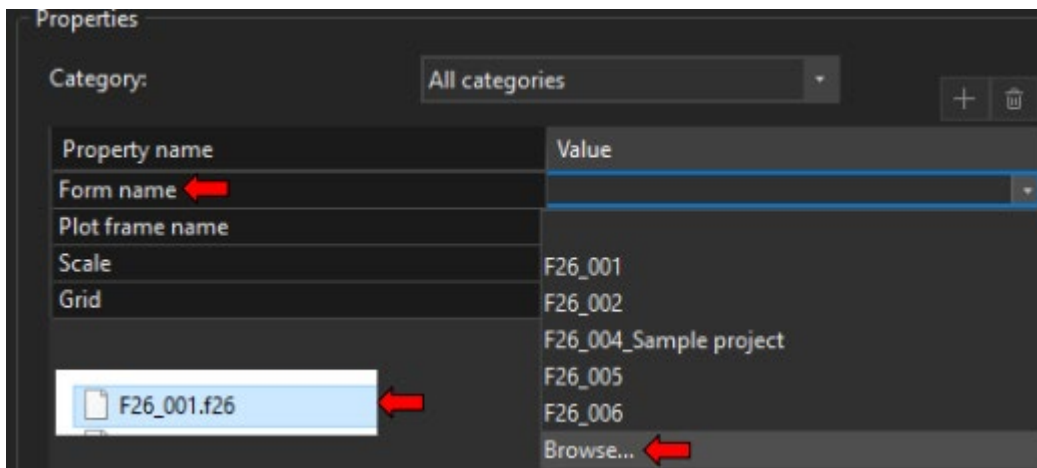 Properties
Category: All categories
Property name Value
Form name
Plot frame name
Scale F26_001
Grid F26_002
F26_004_Sample project
F26_005
F26_001.f26 F26_006
Browse...